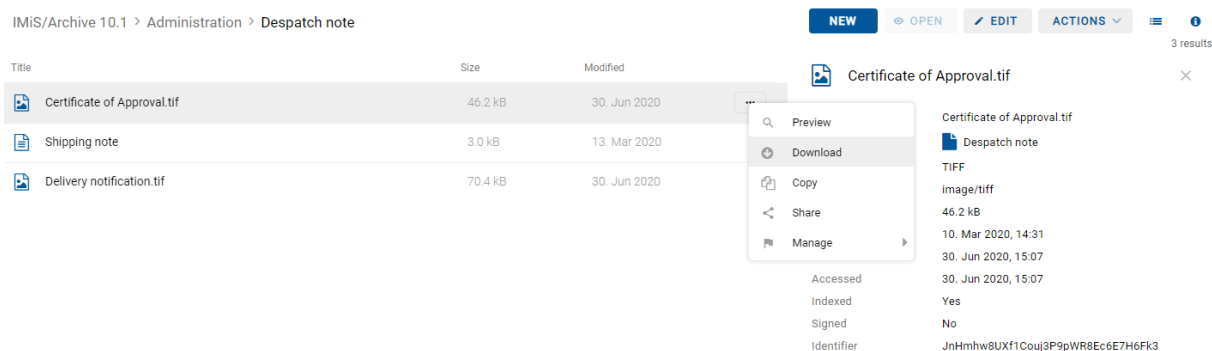 IMiS/Archive 10.1 > Administration > Despatch note
NEW OPEN EDIT ACTIONS
3 results
Title Size Modified
Certificate of Approval.tif 46.2 kB 30. Jun 2020 ...
Shipping note 3.0 kB 13. Mar 2020
Delivery notification.tif 70.4 kB 30. Jun 2020
Preview
Download
Copy
Share
Manage
Certificate of Approval.tif
Certificate of Approval.tif
Despatch note
TIFF
image/tiff
46.2 kB
10. Mar 2020, 14:31
30. Jun 2020, 15:07
Accessed 30. Jun 2020, 15:07
Indexed Yes
Signed No
Identifier JnHmhw8UXf1Couj3P9pWR8Ec6E7H6Fk3